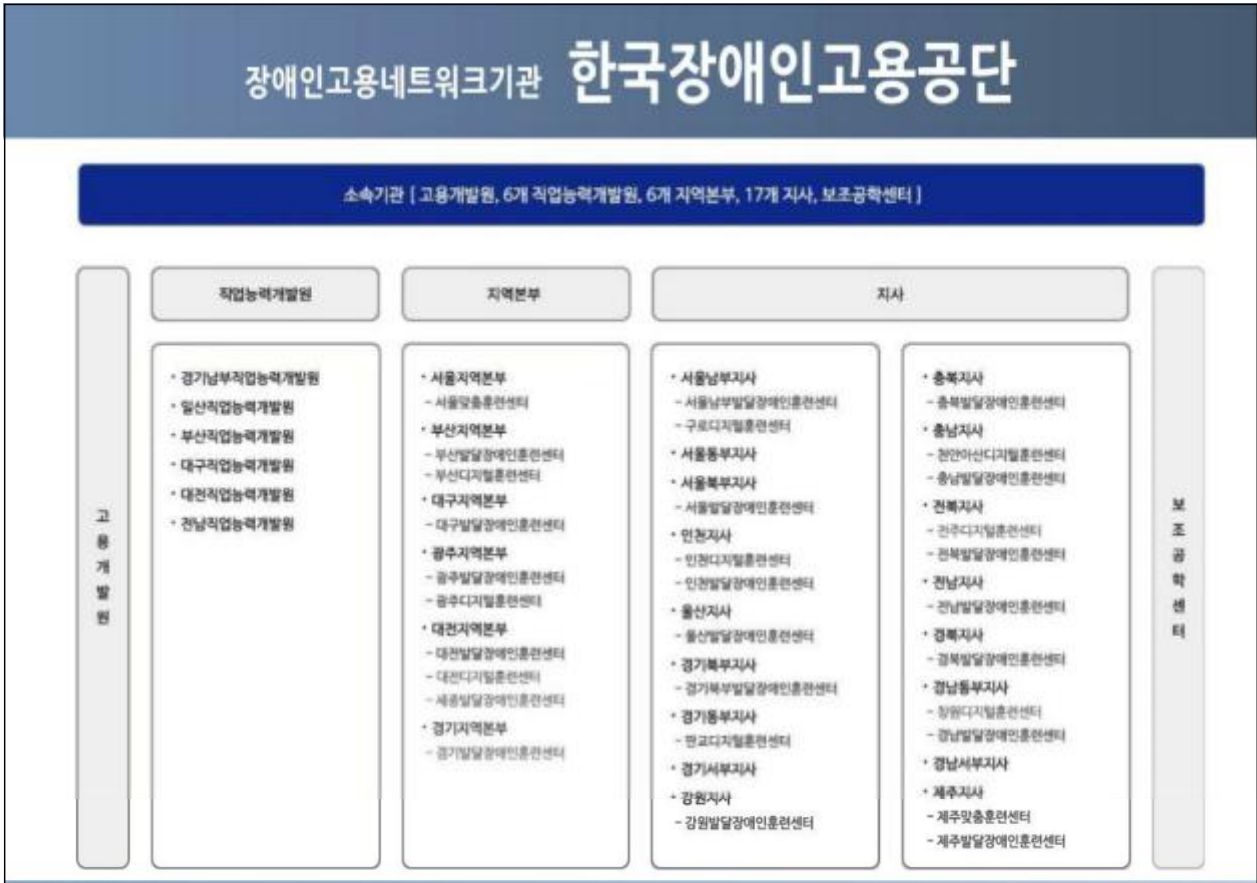 장애인고용네트워크기관 한국장애인고용공단
소속기관 [ 고용개발원, 6개 직업능력개발원, 6개 지역본부, 17개 지사, 보조공학센터 ]
고용개발원
직업능력개발원
• 경기남부직업능력개발원
• 일산직업능력개발원
• 부산직업능력개발원
• 대구직업능력개발원
• 대전직업능력개발원
• 전남직업능력개발원
지역본부
• 서울지역본부
- 서울맞춤훈련센터
• 부산지역본부
- 부산발달장애인훈련센터
- 부산디지털훈련센터
• 대구지역본부
- 대구발달장애인훈련센터
• 광주지역본부
- 광주발달장애인훈련센터
- 광주디지털훈련센터
• 대전지역본부
- 대전발달장애인훈련센터
- 대전디지털훈련센터
- 세종발달장애인훈련센터
• 경기지역본부
- 경기발달장애인훈련센터
지사
• 서울남부지사
- 서울남부발달장애인훈련센터
- 구로디지털훈련센터
• 서울동부지사
• 서울북부지사
- 서울발달장애인훈련센터
• 인천지사
- 인천디지털훈련센터
- 인천발달장애인훈련센터
• 울산지사
- 울산발달장애인훈련센터
• 경기북부지사
- 경기북부발달장애인훈련센터
• 경기동부지사
- 판교디지털훈련센터
• 경기서부지사
• 강원지사
- 강원발달장애인훈련센터
• 충북지사
- 충북발달장애인훈련센터
• 충남지사
- 천안아산디지털훈련센터
- 충남발달장애인훈련센터
• 전북지사
- 전주디지털훈련센터
- 전북발달장애인훈련센터
• 전남지사
- 전남발달장애인훈련센터
• 경북지사
- 경북발달장애인훈련센터
• 경남동부지사
- 창원디지털훈련센터
- 경남발달장애인훈련센터
• 경남서부지사
• 제주지사
- 제주맞춤훈련센터
- 제주발달장애인훈련센터
보조공학센터